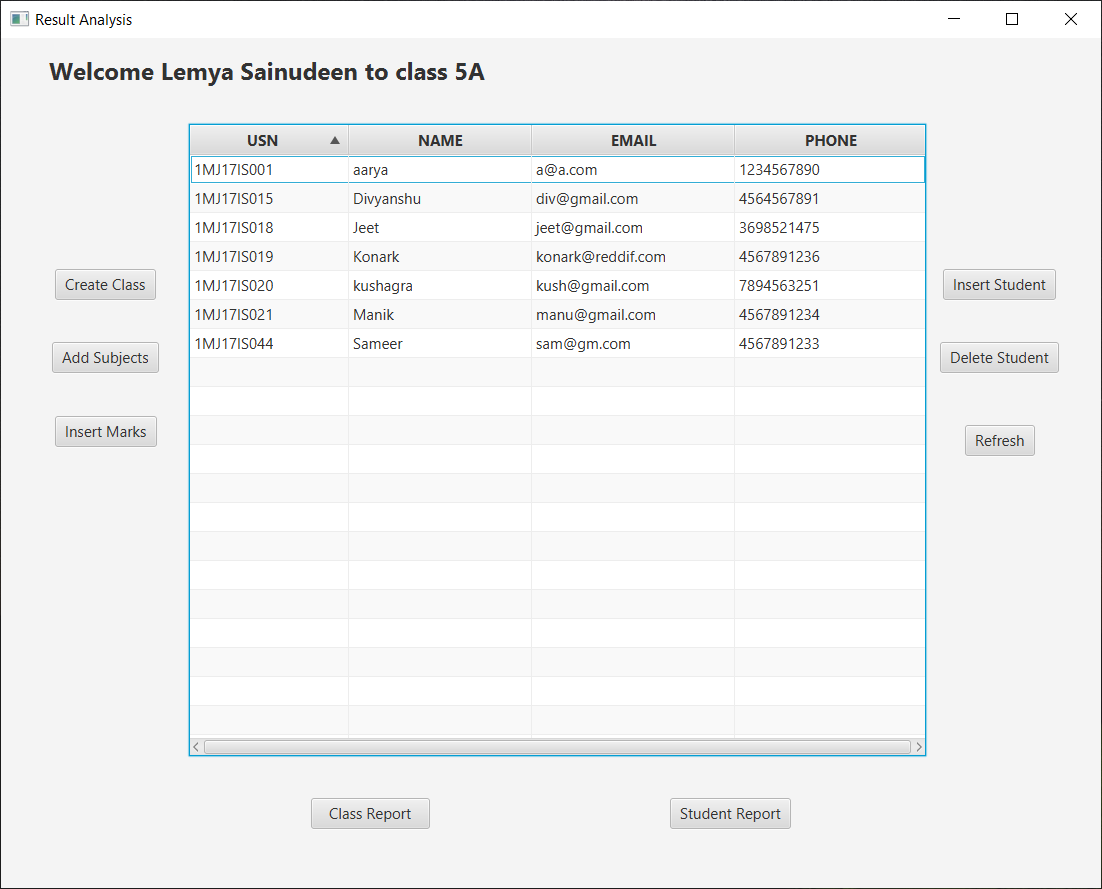 Result Analysis
Welcome Lemya Sainudeen to class 5A
USN NAME EMAIL PHONE
1MJ17IS001 aarya a@a.com 1234567890
1MJ17IS015 Divyanshu div@gmail.com 4564567891
1MJ17IS018 Jeet jeet@gmail.com 3698521475
1MJ17IS019 Konark konark@reddif.com 4567891236
1MJ17IS020 kushagra kush@gmail.com 7894563251
1MJ17IS021 Manik manu@gmail.com 4567891234
1MJ17IS044 Sameer sam@gm.com 4567891233
Create Class
Add Subjects
Insert Marks
Insert Student
Delete Student
Refresh
Class Report Student Report